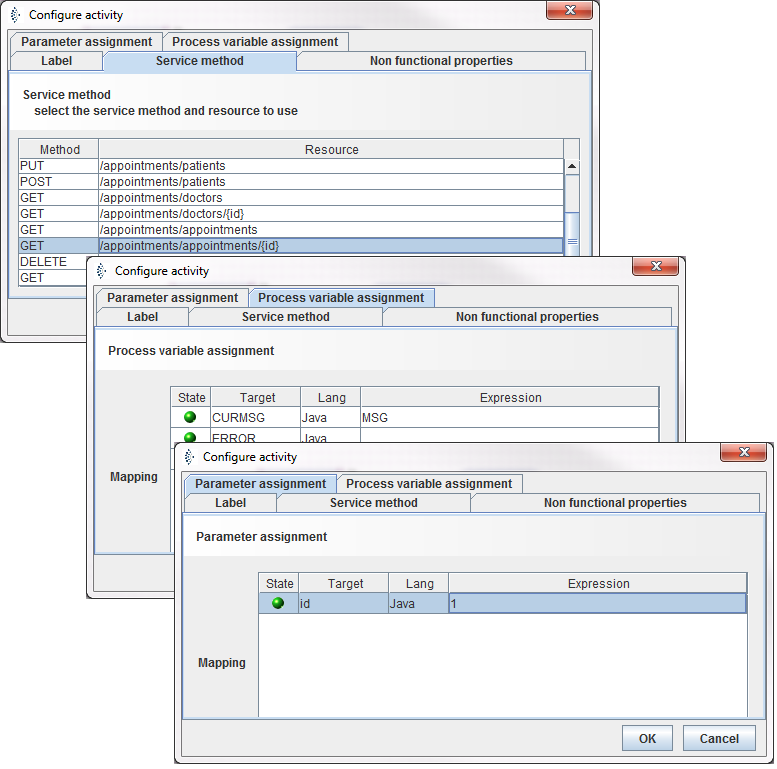 Configure activity
Parameter assignment Process variable assignment
Label Service method Non functional properties
Service method
select the service method and resource to use
Method Resource
PUT /appointments/patients
POST /appointments/patients
GET /appointments/doctors
GET /appointments/doctors/{id}
GET /appointments/appointments
GET /appointments/appointments/{id}
DELETE
GET
Configure activity
Parameter assignment Process variable assignment
Label Service method Non functional properties
Process variable assignment
State Target Lang Expression
CURMSG Java MSG
ERROR Java
Mapping
Configure activity
Parameter assignment Process variable assignment
Label Service method Non functional properties
Parameter assignment
State Target Lang Expression
id Java 1
Mapping
OK Cancel